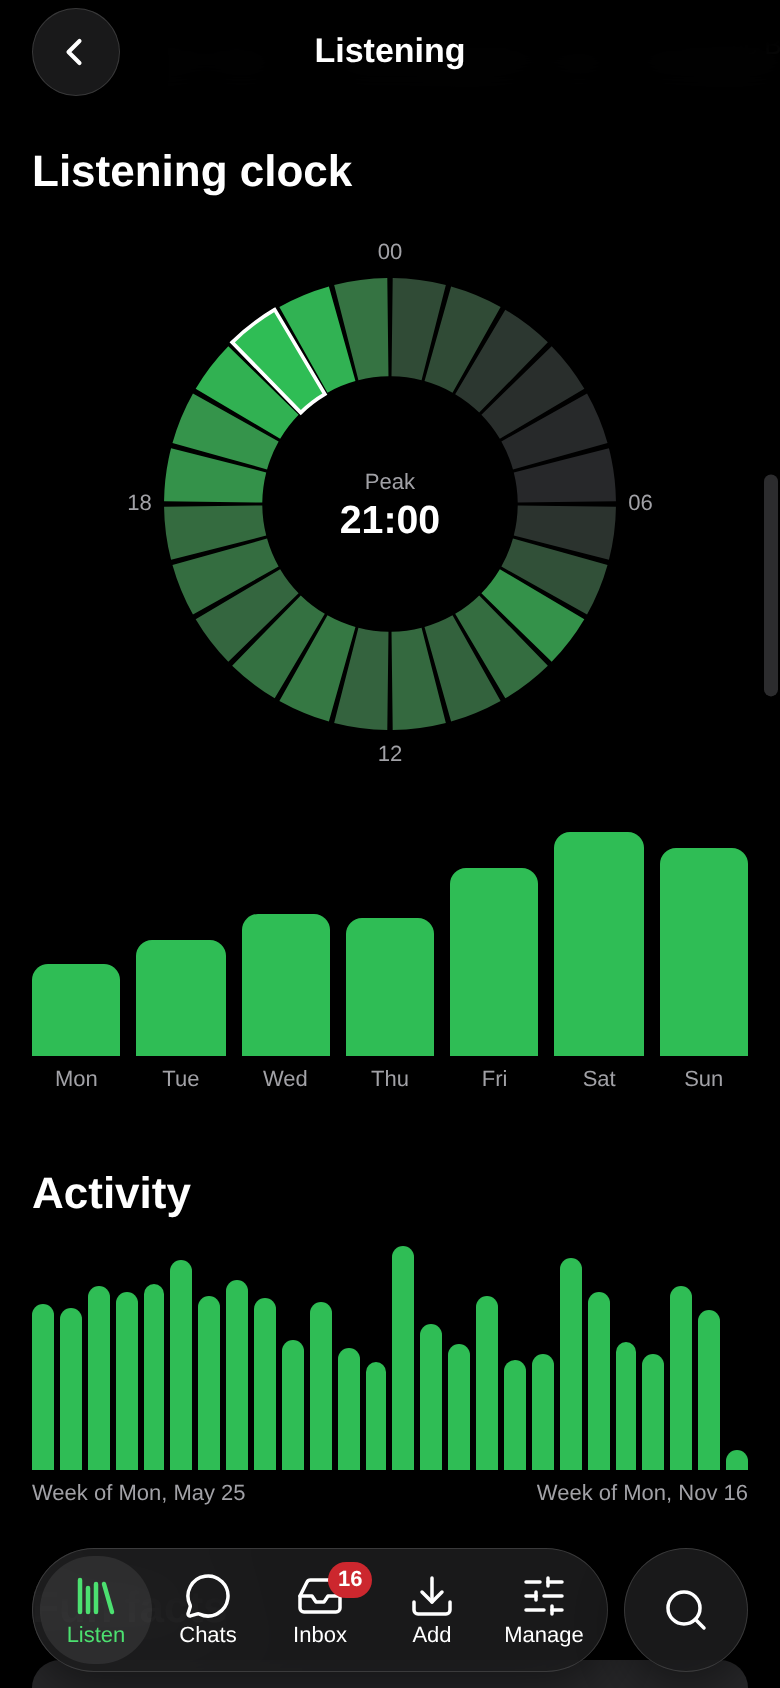 Listening
Listening clock
00
18
Peak
21:00
06
12
Mon Tue Wed Thu Fri Sat Sun
Activity
Week of Mon, May 25 Week of Mon, Nov 16
16
Listen Chats Inbox Add Manage